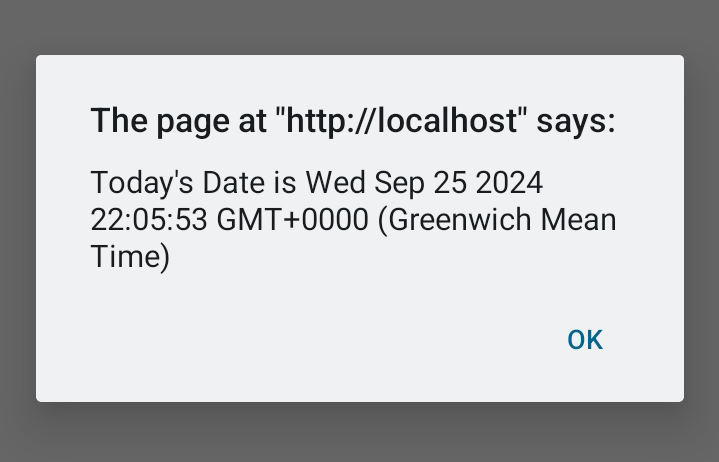 The page at "http://localhost" says:
Today's Date is Wed Sep 25 2024
22:05:53 GMT+0000 (Greenwich Mean
Time)
OK